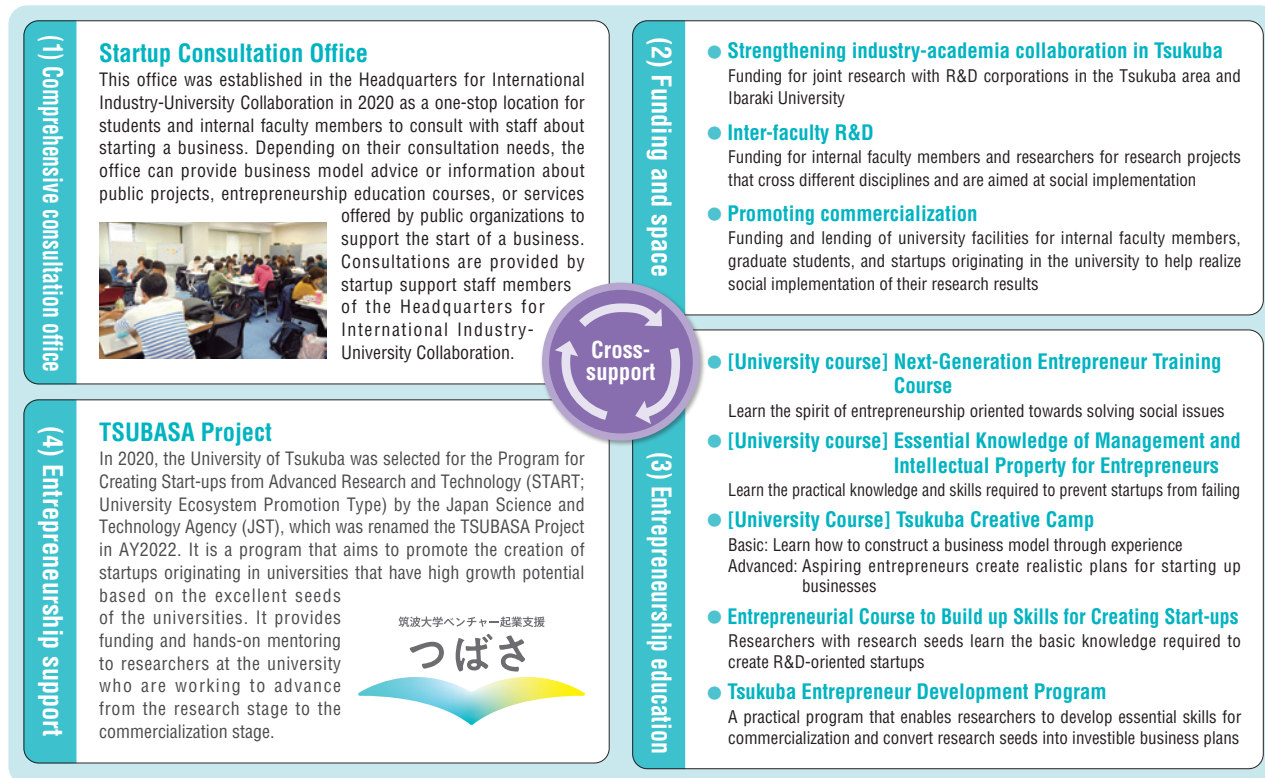 (1) Comprehensive consultation office
Startup Consultation Office
This office was established in the Headquarters for International
Industry-University Collaboration in 2020 as a one-stop location for
students and internal faculty members to consult with staff about
starting a business. Depending on their consultation needs, the
office can provide business model advice or information about
public projects, entrepreneurship education courses, or services
offered by public organizations to
support the start of a business.
Consultations are provided by
startup support staff members
of the Headquarters for
International Industry-
University Collaboration.
(2) Funding and space
Strengthening industry-academia collaboration in Tsukuba
Funding for joint research with R&D corporations in the Tsukuba area and
Ibaraki University
Inter-faculty R&D
Funding for internal faculty members and researchers for research projects
that cross different disciplines and are aimed at social implementation
Promoting commercialization
Funding and lending of university facilities for internal faculty members,
graduate students, and startups originating in the university to help realize
social implementation of their research results
Cross-
support
(3) Entrepreneurship education
[University course] Next-Generation Entrepreneur Training
Course
Learn the spirit of entrepreneurship oriented towards solving social issues
[University course] Essential Knowledge of Management and
Intellectual Property for Entrepreneurs
Learn the practical knowledge and skills required to prevent startups from failing
[University Course] Tsukuba Creative Camp
Basic: Learn how to construct a business model through experience
Advanced: Aspiring entrepreneurs create realistic plans for starting up
businesses
Entrepreneurial Course to Build up Skills for Creating Start-ups
Researchers with research seeds learn the basic knowledge required to
create R&D-oriented startups
Tsukuba Entrepreneur Development Program
A practical program that enables researchers to develop essential skills for
commercialization and convert research seeds into investible business plans
(4) Entrepreneurship support
TSUBASA Project
In 2020, the University of Tsukuba was selected for the Program for
Creating Start-ups from Advanced Research and Technology (START;
University Ecosystem Promotion Type) by the Japan Science and
Technology Agency (JST), which was renamed the TSUBASA Project
in AY2022. It is a program that aims to promote the creation of
startups originating in universities that have high growth potential
based on the excellent seeds
of the universities. It provides
funding and hands-on mentoring
to researchers at the university
who are working to advance
from the research stage to the
commercialization stage.
筑波大学ベンチャー起業支援
つばさ